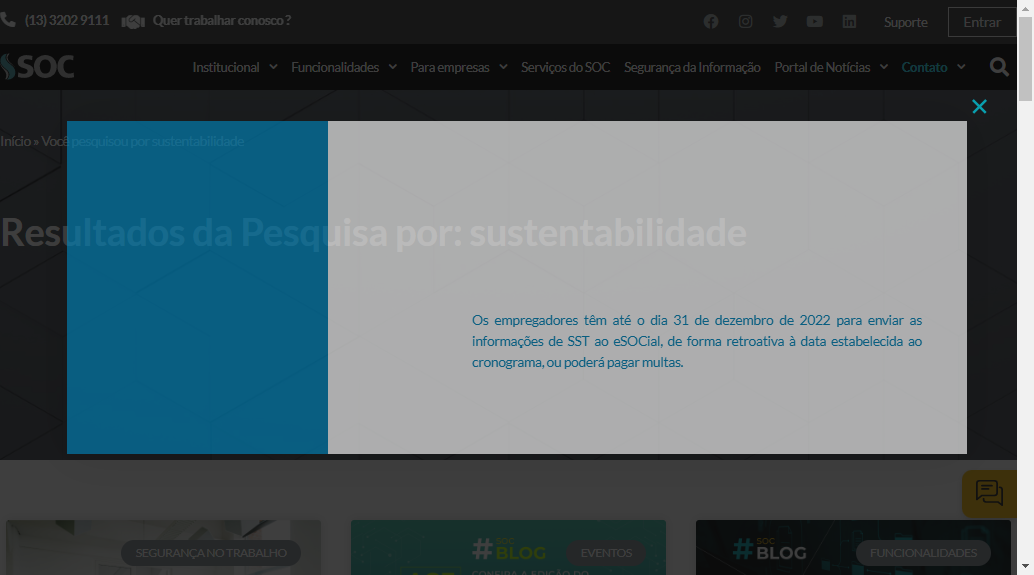 (13) 3202 9111 Quer trabalhar conosco ? Suporte Entrar
SOC Institucional Funcionalidades Para empresas Serviços do SOC Segurança da Informação Portal de Notícias Contato
Início » Você pesquisou por sustentabilidade
Resultados da Pesquisa por: sustentabilidade
Os empregadores têm até o dia 31 de dezembro de 2022 para enviar as
informações de SST ao eSOCial, de forma retroativa à data estabelecida ao
cronograma, ou poderá pagar multas.
SEGURANÇA NO TRABALHO
#SOC BLOG
EVENTOS
CONFIRA A EDIÇÃO DO
#SOC BLOG
FUNCIONALIDADES